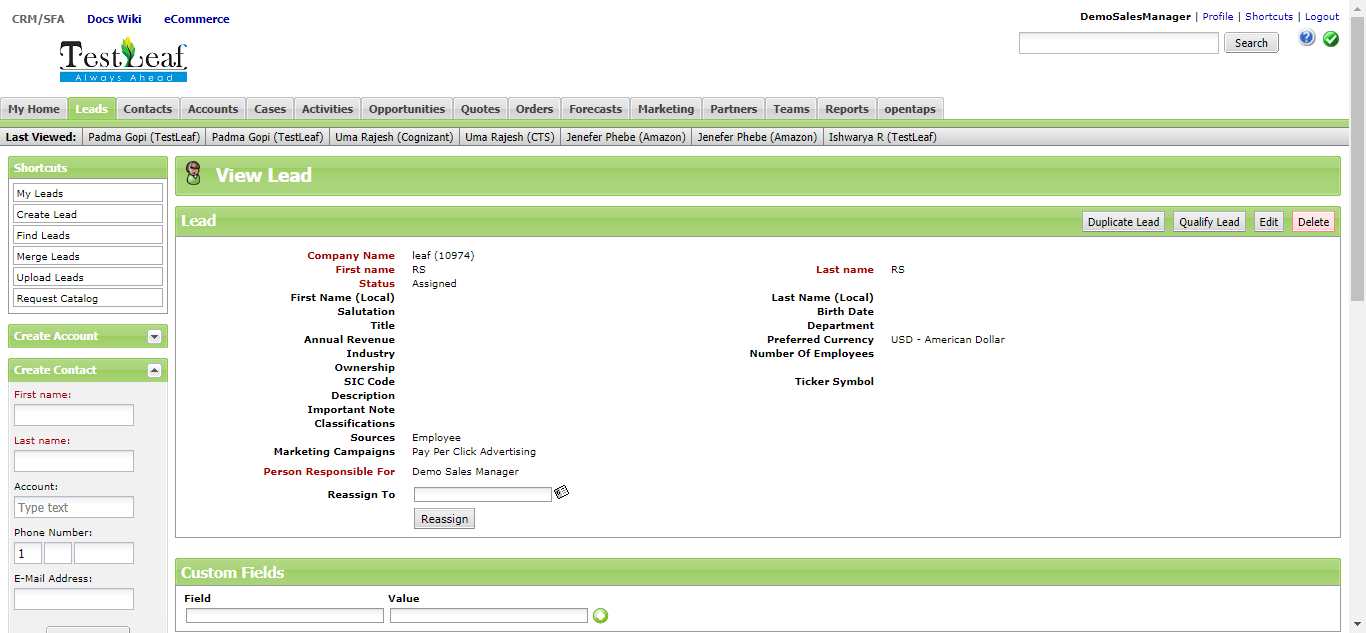 CRM/SFA Docs Wiki eCommerce
DemoSalesManager | Profile | Shortcuts | Logout
TestLeaf
Always Ahead
Search
My Home Leads Contacts Accounts Cases Activities Opportunities Quotes Orders Forecasts Marketing Partners Teams Reports opentaps
Last Viewed: Padma Gopi (TestLeaf) Padma Gopi (TestLeaf) Uma Rajesh (Cognizant) Uma Rajesh (CTS) Jenefer Phebe (Amazon) Jenefer Phebe (Amazon) Ishwarya R (TestLeaf)
Shortcuts
My Leads
Create Lead
Find Leads
Merge Leads
Upload Leads
Request Catalog
Create Account
Create Contact
First name:
Last name:
Account:
Type text
Phone Number:
1
E-Mail Address:
View Lead
Lead
Duplicate Lead Qualify Lead Edit Delete
Company Name leaf (10974)
First name RS Last name RS
Status Assigned
First Name (Local) Last Name (Local)
Salutation Birth Date
Title Department
Annual Revenue Preferred Currency USD - American Dollar
Industry Number Of Employees
Ownership
SIC Code Ticker Symbol
Description
Important Note
Classifications
Sources Employee
Marketing Campaigns Pay Per Click Advertising
Person Responsible For Demo Sales Manager
Reassign To
Reassign
Custom Fields
Field Value